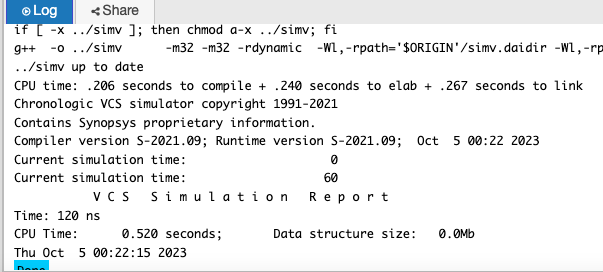 Log Share
if [ -x ../simv ]; then chmod a-x ../simv; fi
g++ -o ../simv -m32 -m32 -rdynamic -Wl,-rpath='$ORIGIN'/simv.daidir -Wl,-rp
../simv up to date
CPU time: .206 seconds to compile + .240 seconds to elab + .267 seconds to link
Chronologic VCS simulator copyright 1991-2021
Contains Synopsys proprietary information.
Compiler version S-2021.09; Runtime version S-2021.09; Oct 5 00:22 2023
Current simulation time: 0
Current simulation time: 60
V C S S i m u l a t i o n R e p o r t
Time: 120 ns
CPU Time: 0.520 seconds; Data structure size: 0.0Mb
Thu Oct 5 00:22:15 2023
Done